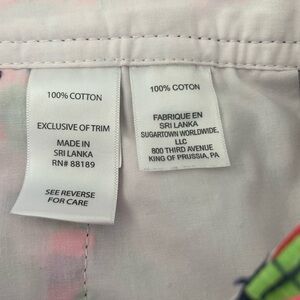 100% COTTON
EXCLUSIVE OF TRIM
MADE IN
SRI LANKA
RN# 88189
SEE REVERSE
FOR CARE
100% COTON
FABRIQUE EN
SRI LANKA
SUGARTOWN WORLDWIDE,
LLC
800 THIRD AVENUE
KING OF PRUSSIA, PA